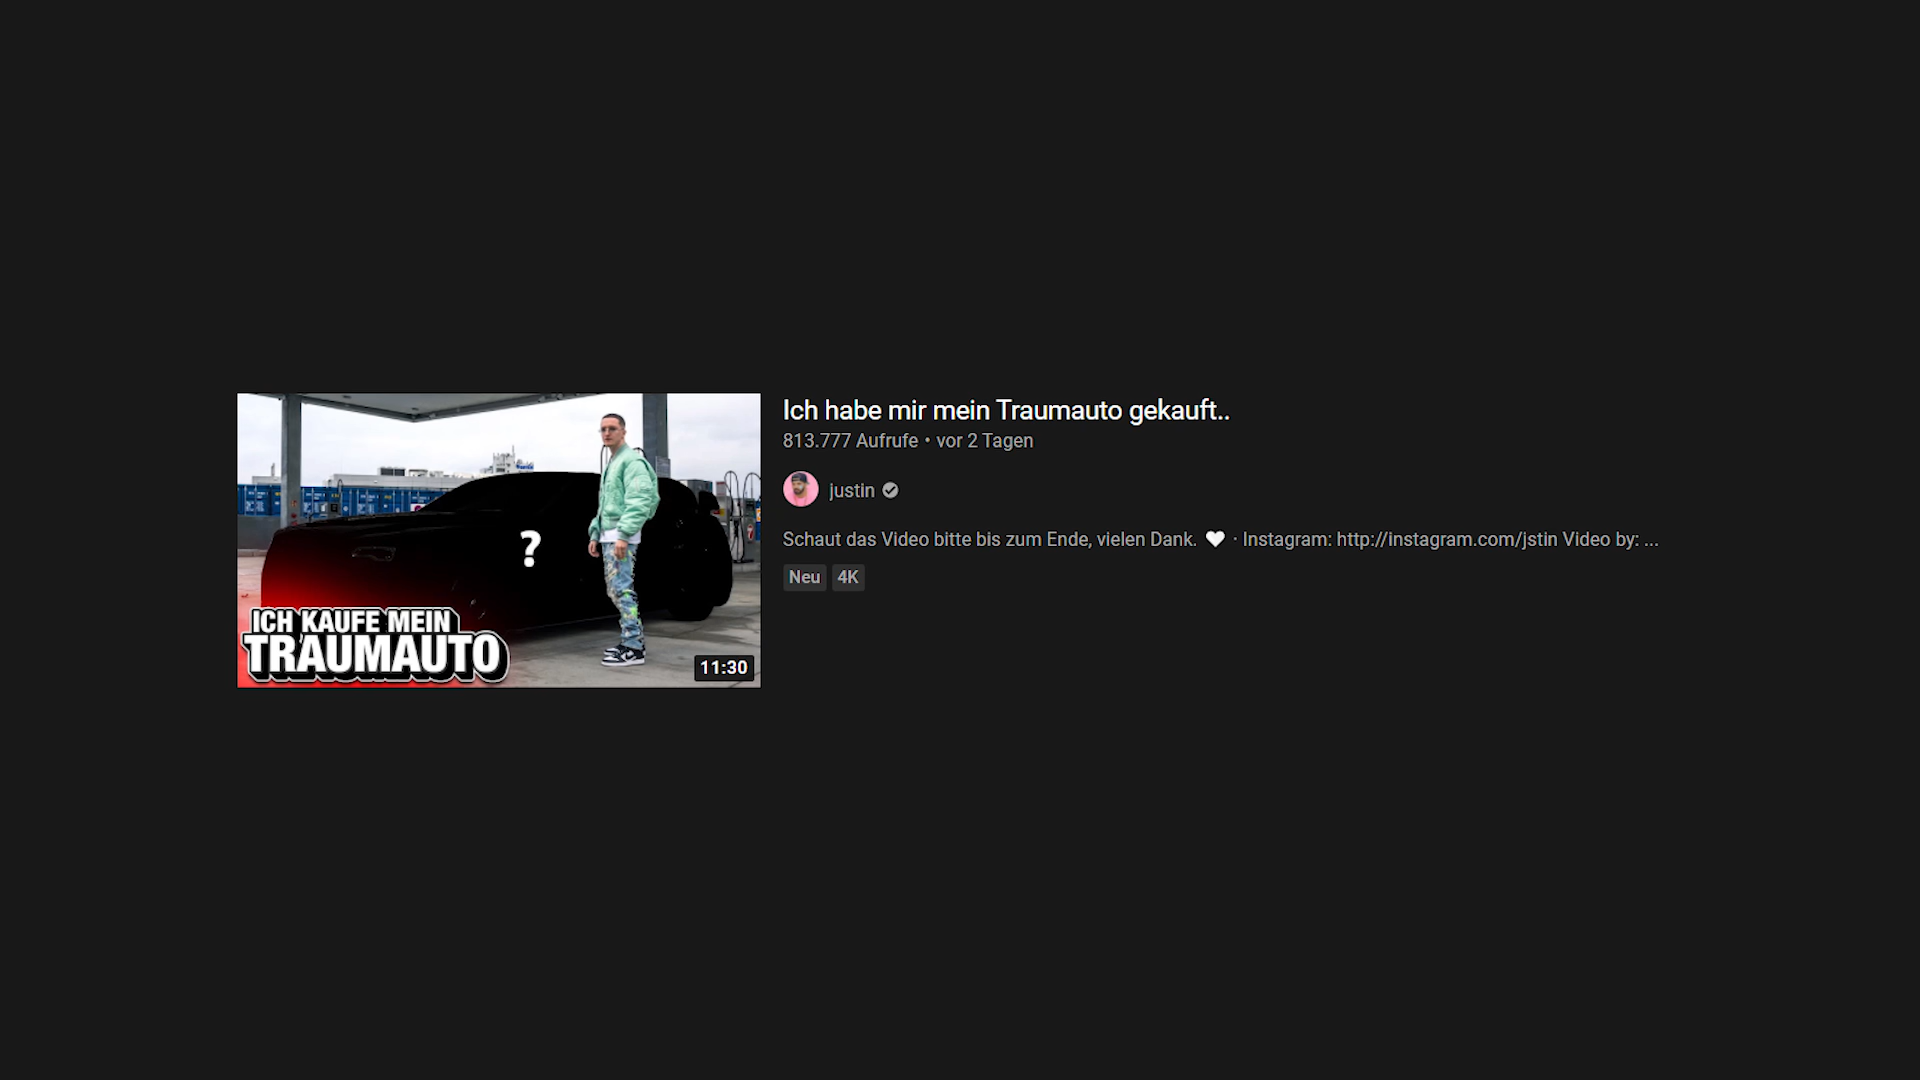 ?
ICH KAUFE MEIN
TRAUMAUTO
11:30
Ich habe mir mein Traumauto gekauft..
813.777 Aufrufe • vor 2 Tagen
justin
Schaut das Video bitte bis zum Ende, vielen Dank. 🤍 · Instagram: http://instagram.com/jstin Video by: ...
Neu 4K